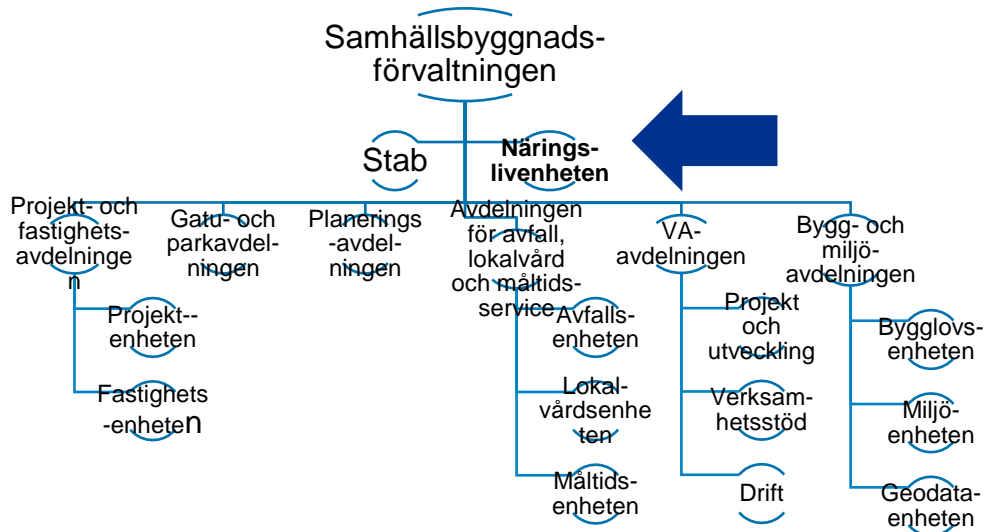 Samhällsbyggnads-
förvaltningen
Stab
Närings-
livenheten
Projekt- och
fastighets-
avdelninge
n
Gatu- och
parkavdel-
ningen
Planerings
-avdel-
ningen
Avdelningen
för avfall,
lokalvård
och måltids-
service
VA-
avdelningen
Bygg- och
miljö-
avdelningen
Projekt--
enheten
Fastighets
-enheten
Avfalls-
enheten
Lokal-
vårdsenhe
ten
Måltids-
enheten
Projekt
och
utveckling
Verksam-
hetsstöd
Drift
Bygglovs-
enheten
Miljö-
enheten
Geodata-
enheten